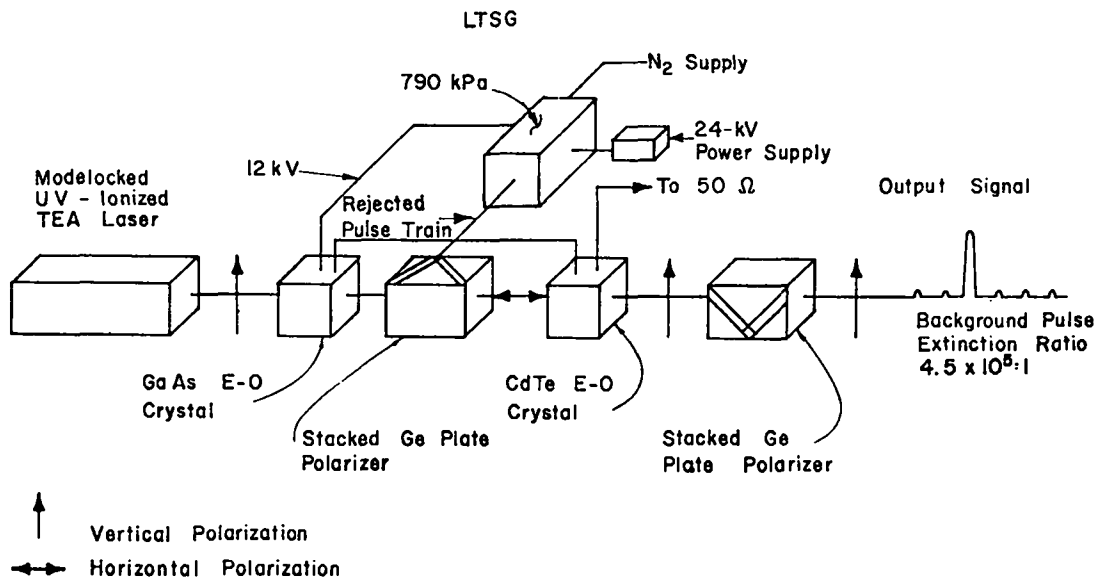 LTSG
N2 Supply
790 kPa
24-kV
Power Supply
12 kV
To 50 Ω
Output Signal
Modelocked
UV - Ionized
TEA Laser
Rejected
Pulse Train
Background Pulse
Extinction Ratio
4.5 x 10⁵:1
GaAs E-O
Crystal
CdTe E-O
Crystal
Stacked Ge Plate
Polarizer
Stacked Ge
Plate Polarizer
Vertical Polarization
Horizontal Polarization